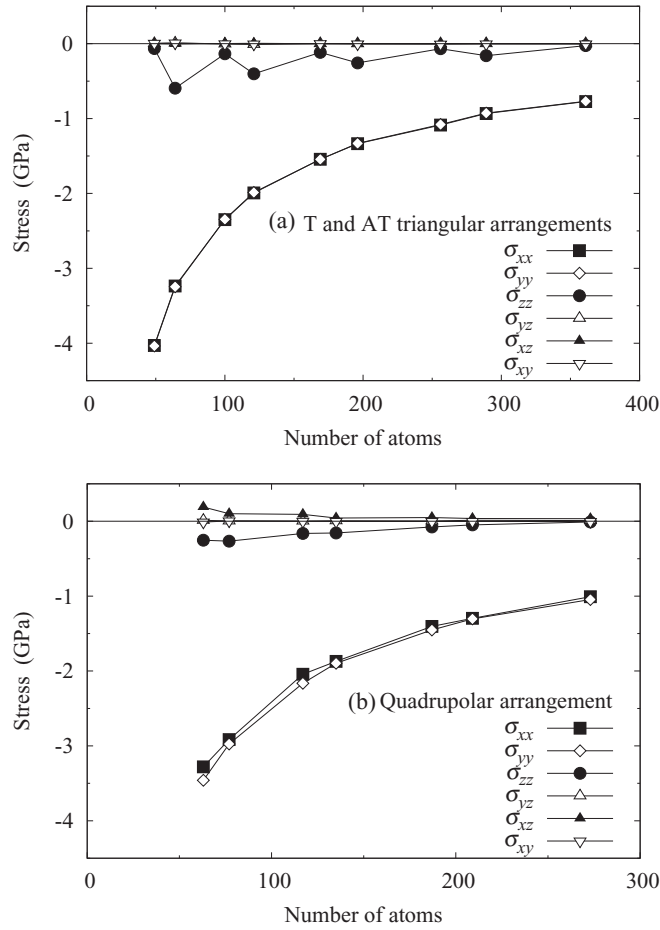 0
-1
-2
-3
-4
Stress (GPa)
(a) T and AT triangular arrangements
σxx
σyy
σzz
σyz
σxz
σxy
0 100 200 300 400
Number of atoms
0
-1
-2
-3
-4
Stress (GPa)
(b) Quadrupolar arrangement
σxx
σyy
σzz
σyz
σxz
σxy
0 100 200 300
Number of atoms